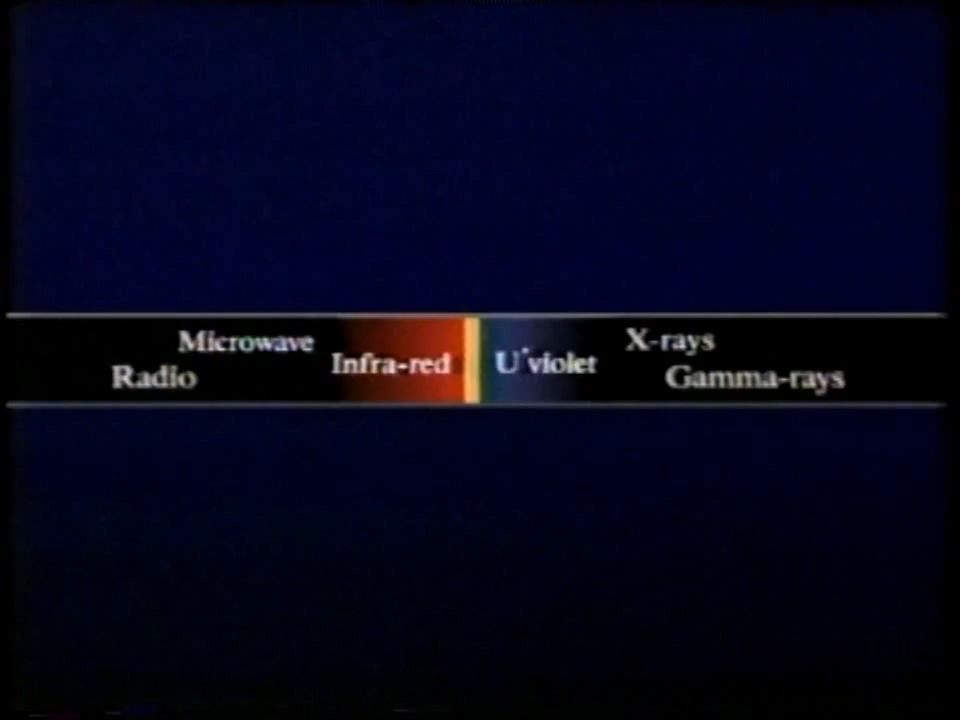 Microwave
Radio
Infra-red
U'violet
X-rays
Gamma-rays